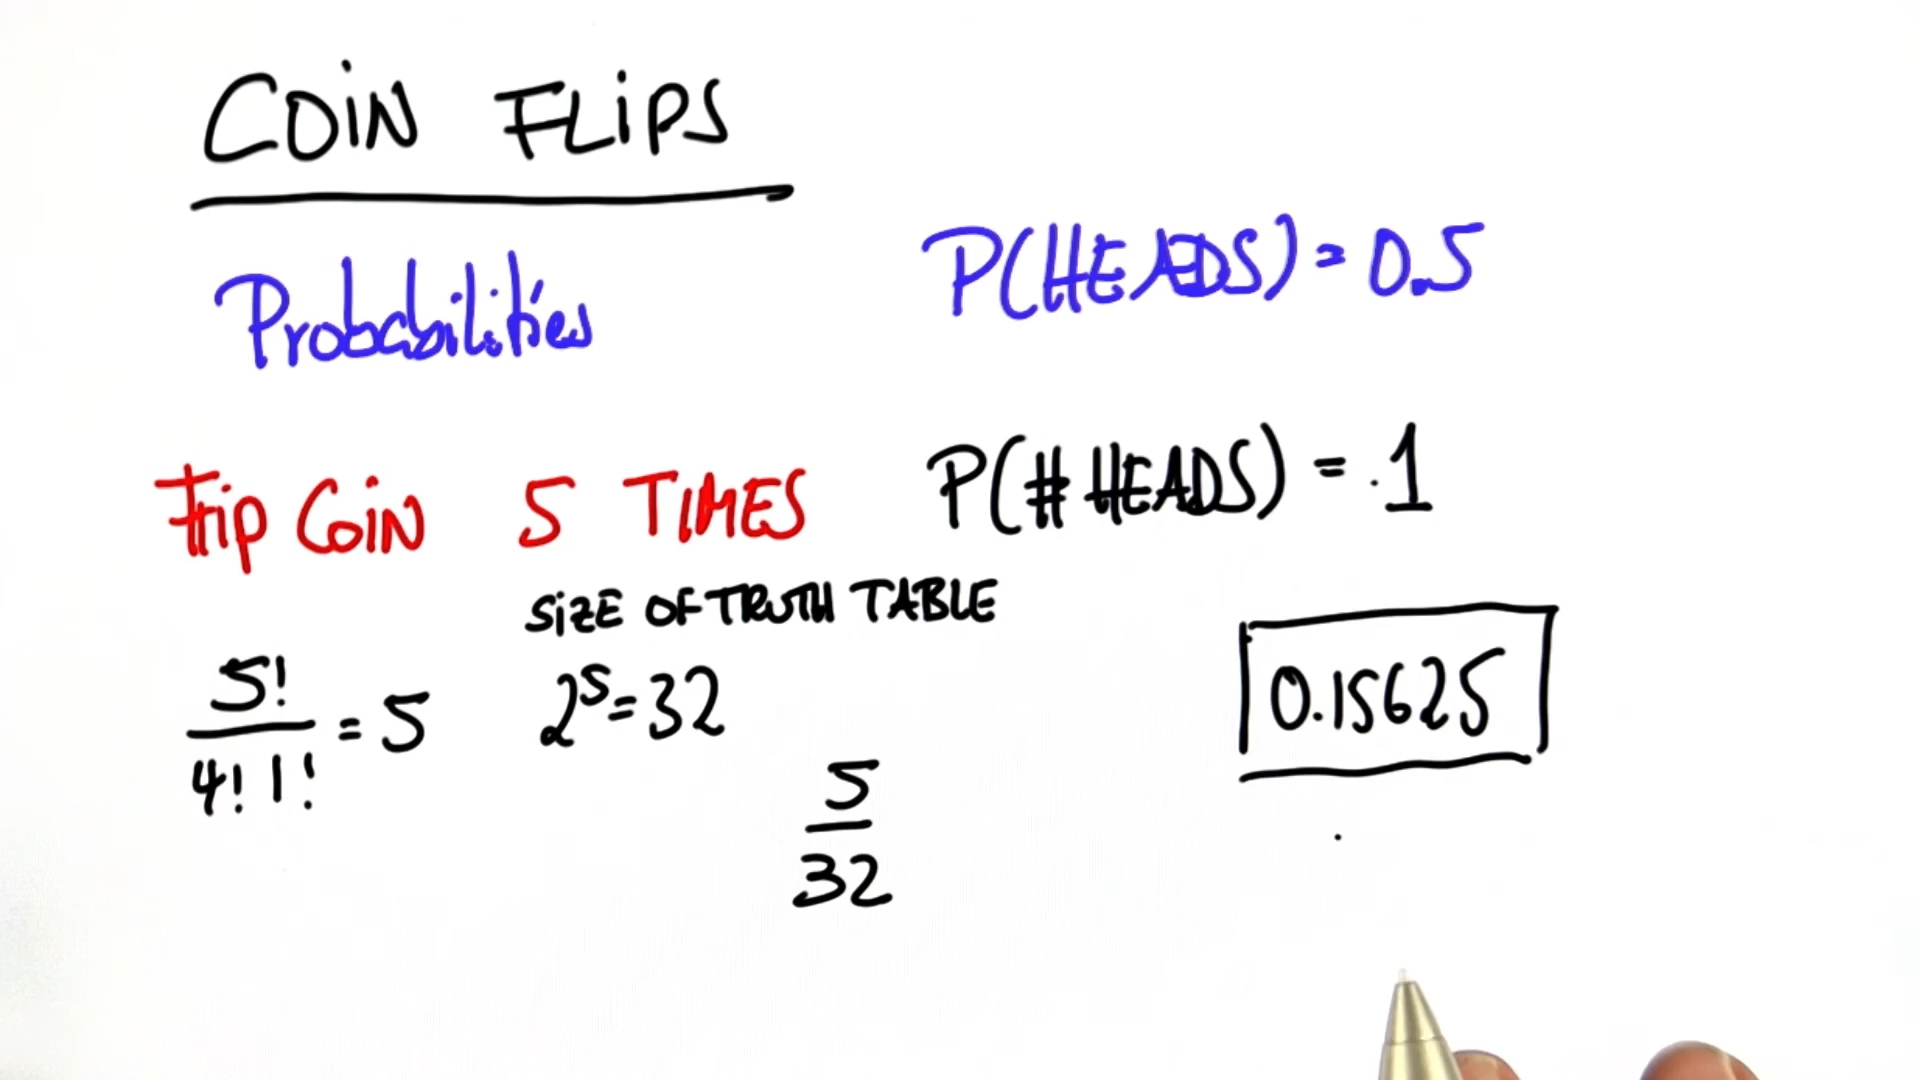 COIN FLIPS
Probabilities
P(HEADS) = 0.5
Flip COIN 5 TIMES
P(# HEADS) = 1
SIZE OF TRUTH TABLE
5!
4! 1!
= 5
2^5 = 32
5
32
0.15625